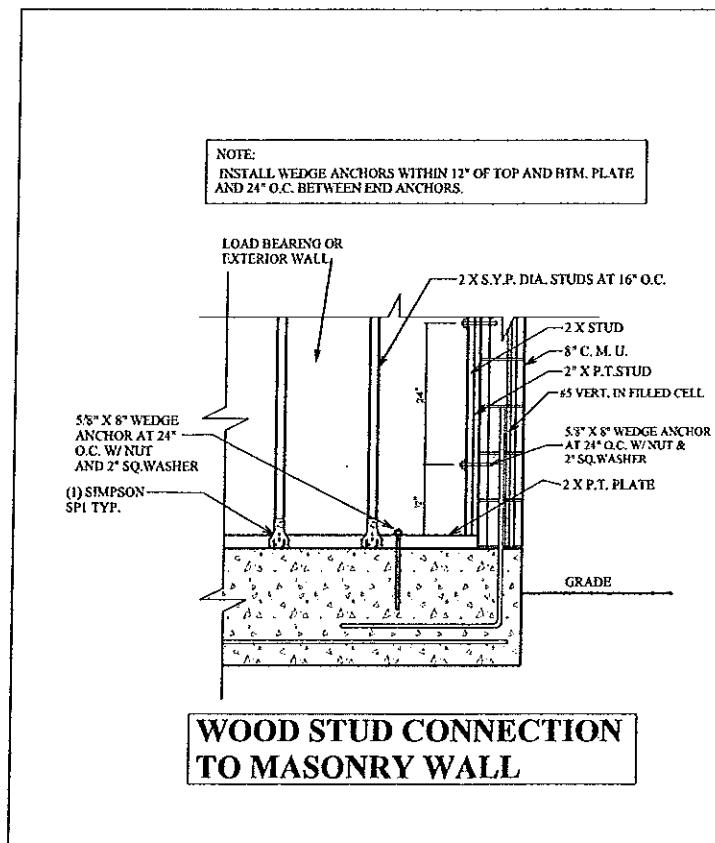 NOTE:
INSTALL WEDGE ANCHORS WITHIN 12" OF TOP AND BTM. PLATE
AND 24" O.C. BETWEEN END ANCHORS.
LOAD BEARING OR
EXTERIOR WALL
2 X S.Y.P. DIA. STUDS AT 16" O.C.
2 X STUD
8" C. M. U.
2" X P.T.STUD
#5 VERT. IN FILLED CELL
24"
5/8" X 8" WEDGE
ANCHOR AT 24"
O.C. W/ NUT
AND 2" SQ.WASHER
5/8" X 8" WEDGE ANCHOR
AT 24" O.C. W/NUT &
2" SQ.WASHER
(1) SIMPSON
SP1 TYP.
12"
2 X P.T. PLATE
GRADE
WOOD STUD CONNECTION
TO MASONRY WALL